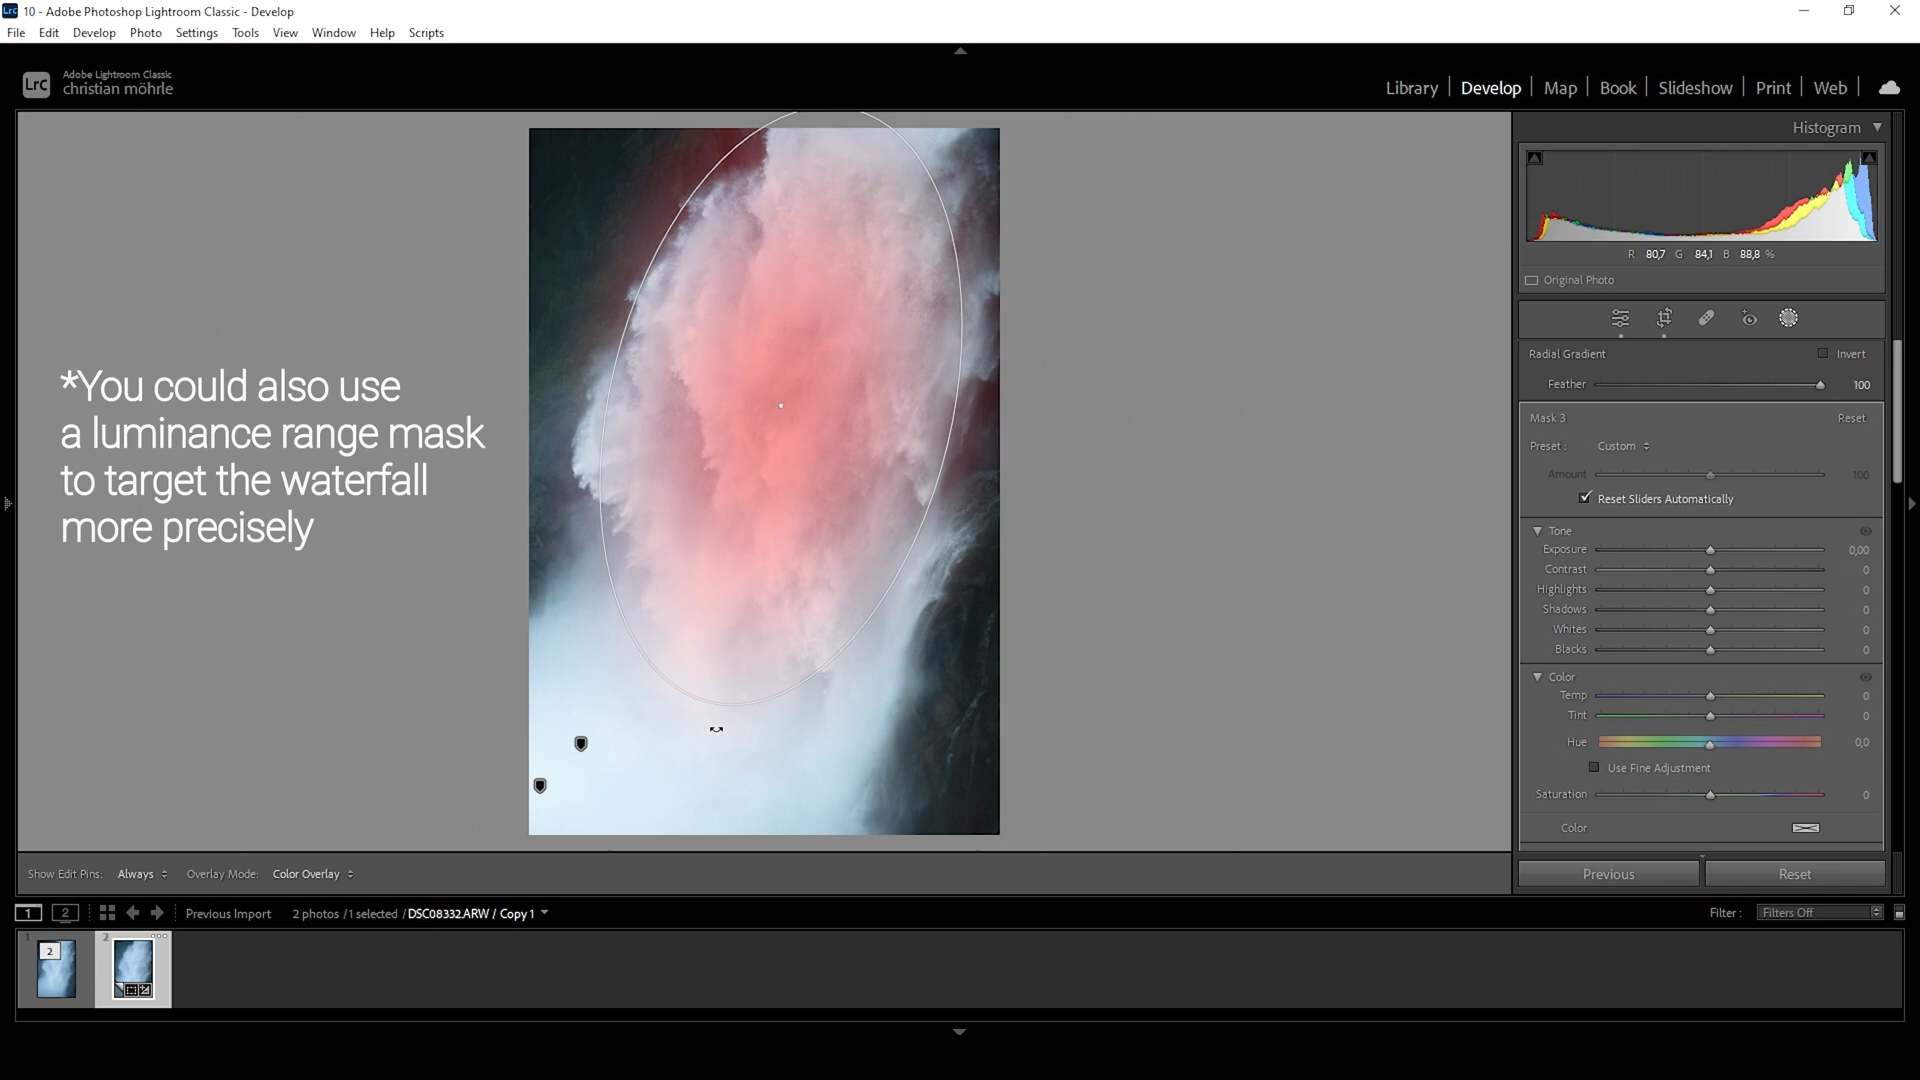 Lrc 10 - Adobe Photoshop Lightroom Classic - Develop
File Edit Develop Photo Settings Tools View Window Help Scripts
Lrc
Adobe Lightroom Classic
christian möhrle
Library Develop Map Book Slideshow Print Web
Histogram
R 80,7 G 84,1 B 88,8 %
Original Photo
Radial Gradient Invert
Feather 100
*You could also use
a luminance range mask
to target the waterfall
more precisely
Mask 3 Reset
Preset : Custom
Amount 100
Reset Sliders Automatically
Tone
Exposure 0,00
Contrast 0
Highlights 0
Shadows 0
Whites 0
Blacks 0
Color
Temp 0
Tint 0
Hue 0,0
Use Fine Adjustment
Saturation 0
Color
Previous Reset
Show Edit Pins: Always Overlay Mode: Color Overlay
1 2 Previous Import 2 photos / 1 selected / DSC08332.ARW / Copy 1 Filter : Filters Off
1 2 2